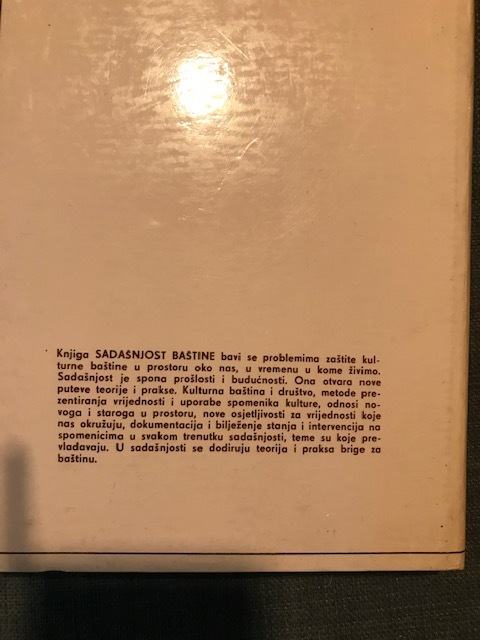 Knjiga SADAŠNJOST BAŠTINE bavi se problemima zaštite kul-
turne baštine u prostoru oko nas, u vremenu u kome živimo.
Sadašnjost je spona prošlosti i budućnosti. Ona otvara nove
puteve teorije i prakse. Kulturna baština i društvo, metode pre-
zentiranja vrijednosti i uporabe spomenika kulture, odnosi no-
voga i staroga u prostoru, nove osjetljivosti za vrijednosti koje
nas okružuju, dokumentacija i bilježenje stanja i intervencija na
spomenicima u svakom trenutku sadašnjosti, teme su koje pre-
vladavaju. U sadašnjosti se dodiruju teorija i praksa brige za
baštinu.